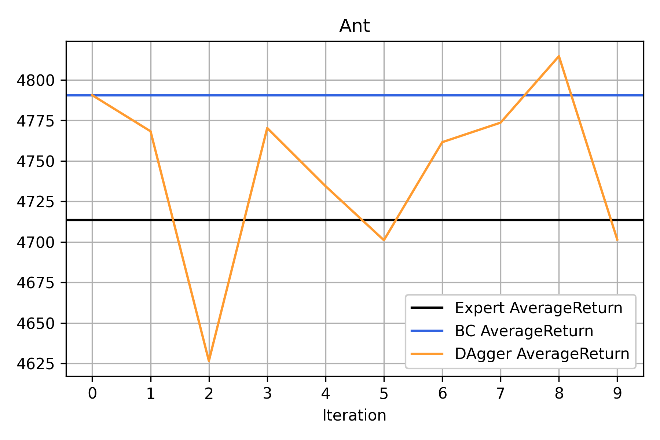 Ant
4800
4775
4750
4725
4700
4675
4650
4625
Expert AverageReturn
BC AverageReturn
DAgger AverageReturn
0 1 2 3 4 5 6 7 8 9
Iteration